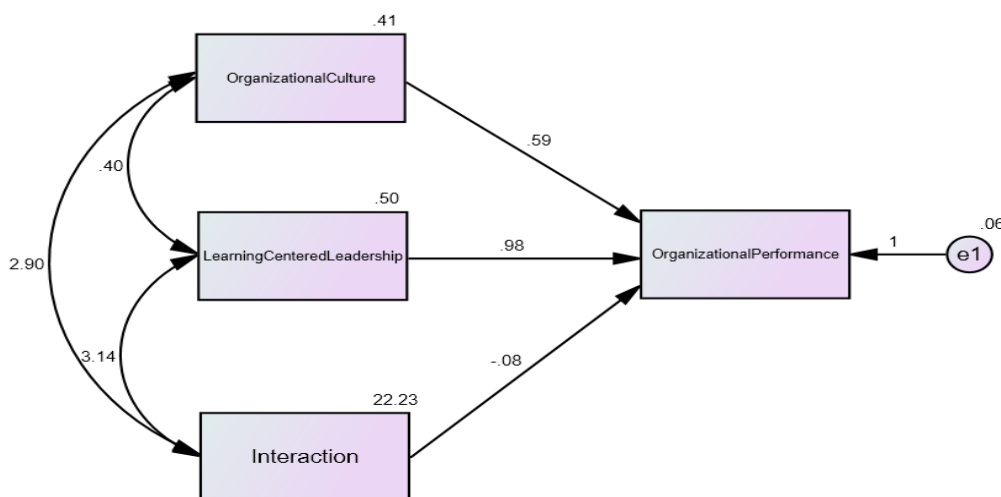 .41
OrganizationalCulture
.59
.40
.50
LearningCenteredLeadership
.98
OrganizationalPerformance
.06
1
e1
2.90
3.14
-.08
22.23
Interaction